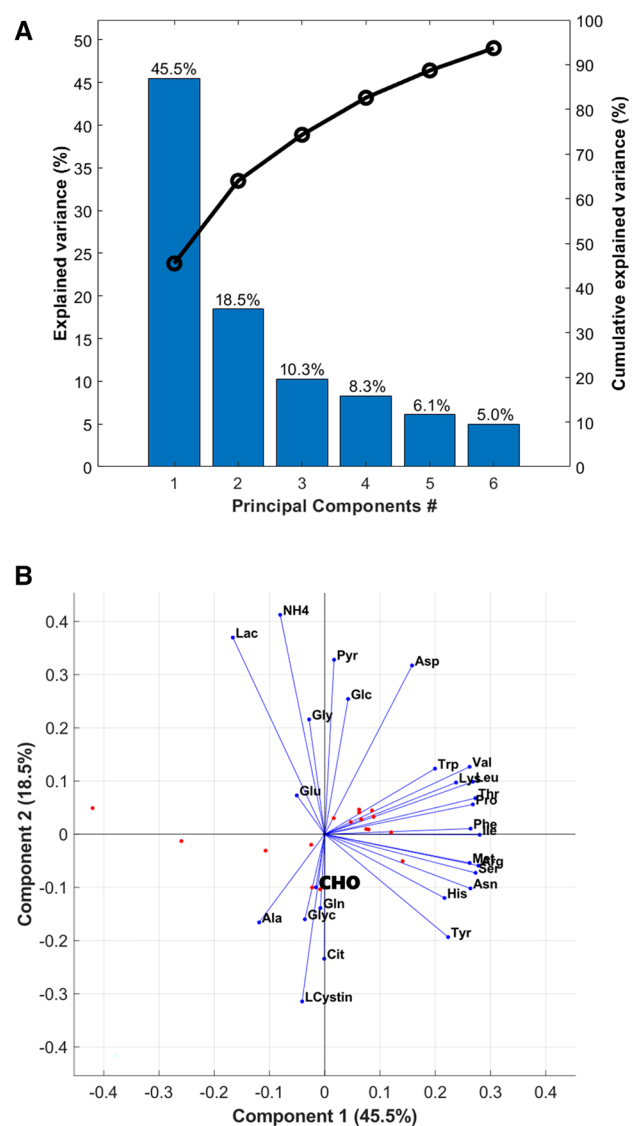 A
45.5%
18.5%
10.3%
8.3%
6.1%
5.0%
50
45
40
35
30
25
20
15
10
5
0
100
90
80
70
60
50
40
30
20
10
0
Explained variance (%)
Cumulative explained variance (%)
1 2 3 4 5 6
Principal Components #
B
0.4
0.3
0.2
0.1
0
-0.1
-0.2
-0.3
-0.4
Component 2 (18.5%)
NH4
Lac
Pyr
Asp
Glc
Gly
Trp
Val
Lys
Leu
Glu
Thr
Pro
Phe
Ile
Met
Arg
Ser
CHO
Asn
His
Gln
Glyc
Ala
Tyr
Cit
LCystin
-0.4 -0.3 -0.2 -0.1 0 0.1 0.2 0.3 0.4
Component 1 (45.5%)